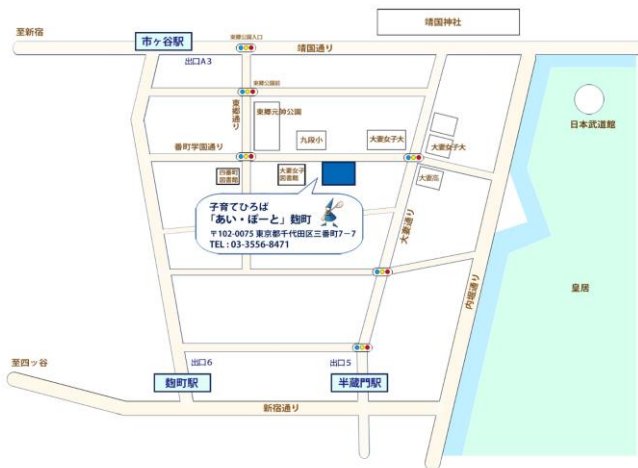 至新宿
市ヶ谷駅
出口A3
東郷公園入口
靖国通り
靖国神社
日本武道館
東郷公園前
東郷通り
東郷元帥公園
九段小
大妻女子大
大妻女子大
番町学園通り
四番町
図書館
大妻女子
図書館
大妻高
子育てひろば
「あい・ぽーと」麹町
〒102-0075 東京都千代田区三番町7−7
TEL : 03-3556-8471
大妻通り
内堀通り
皇居
至四ッ谷
出口6
麹町駅
出口5
半蔵門駅
新宿通り